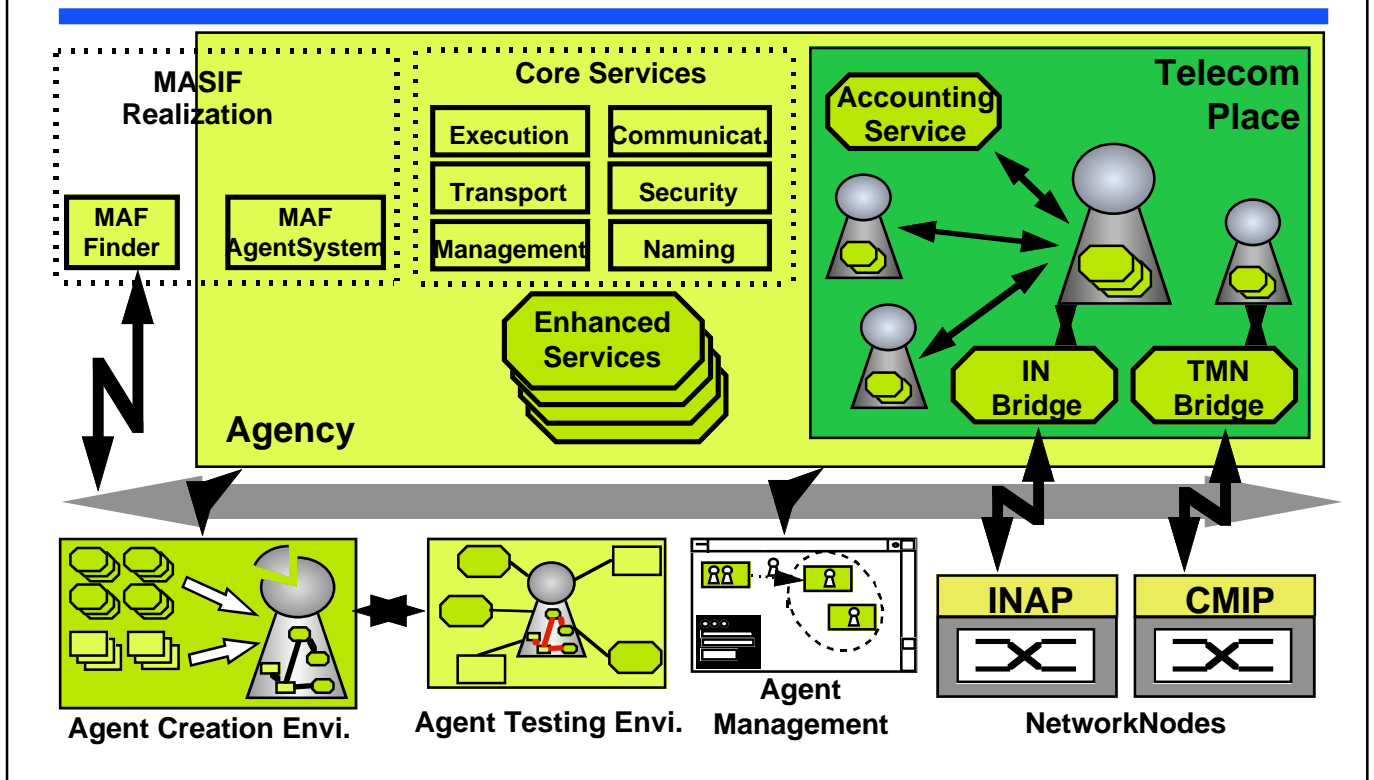 MASIF
Realization
MAF
Finder
MAF
AgentSystem
Core Services
Execution
Communicat.
Transport
Security
Management
Naming
Enhanced
Services
Agency
Telecom
Place
Accounting
Service
IN
Bridge
TMN
Bridge
Agent Creation Envi.
Agent Testing Envi.
Agent
Management
INAP
CMIP
NetworkNodes